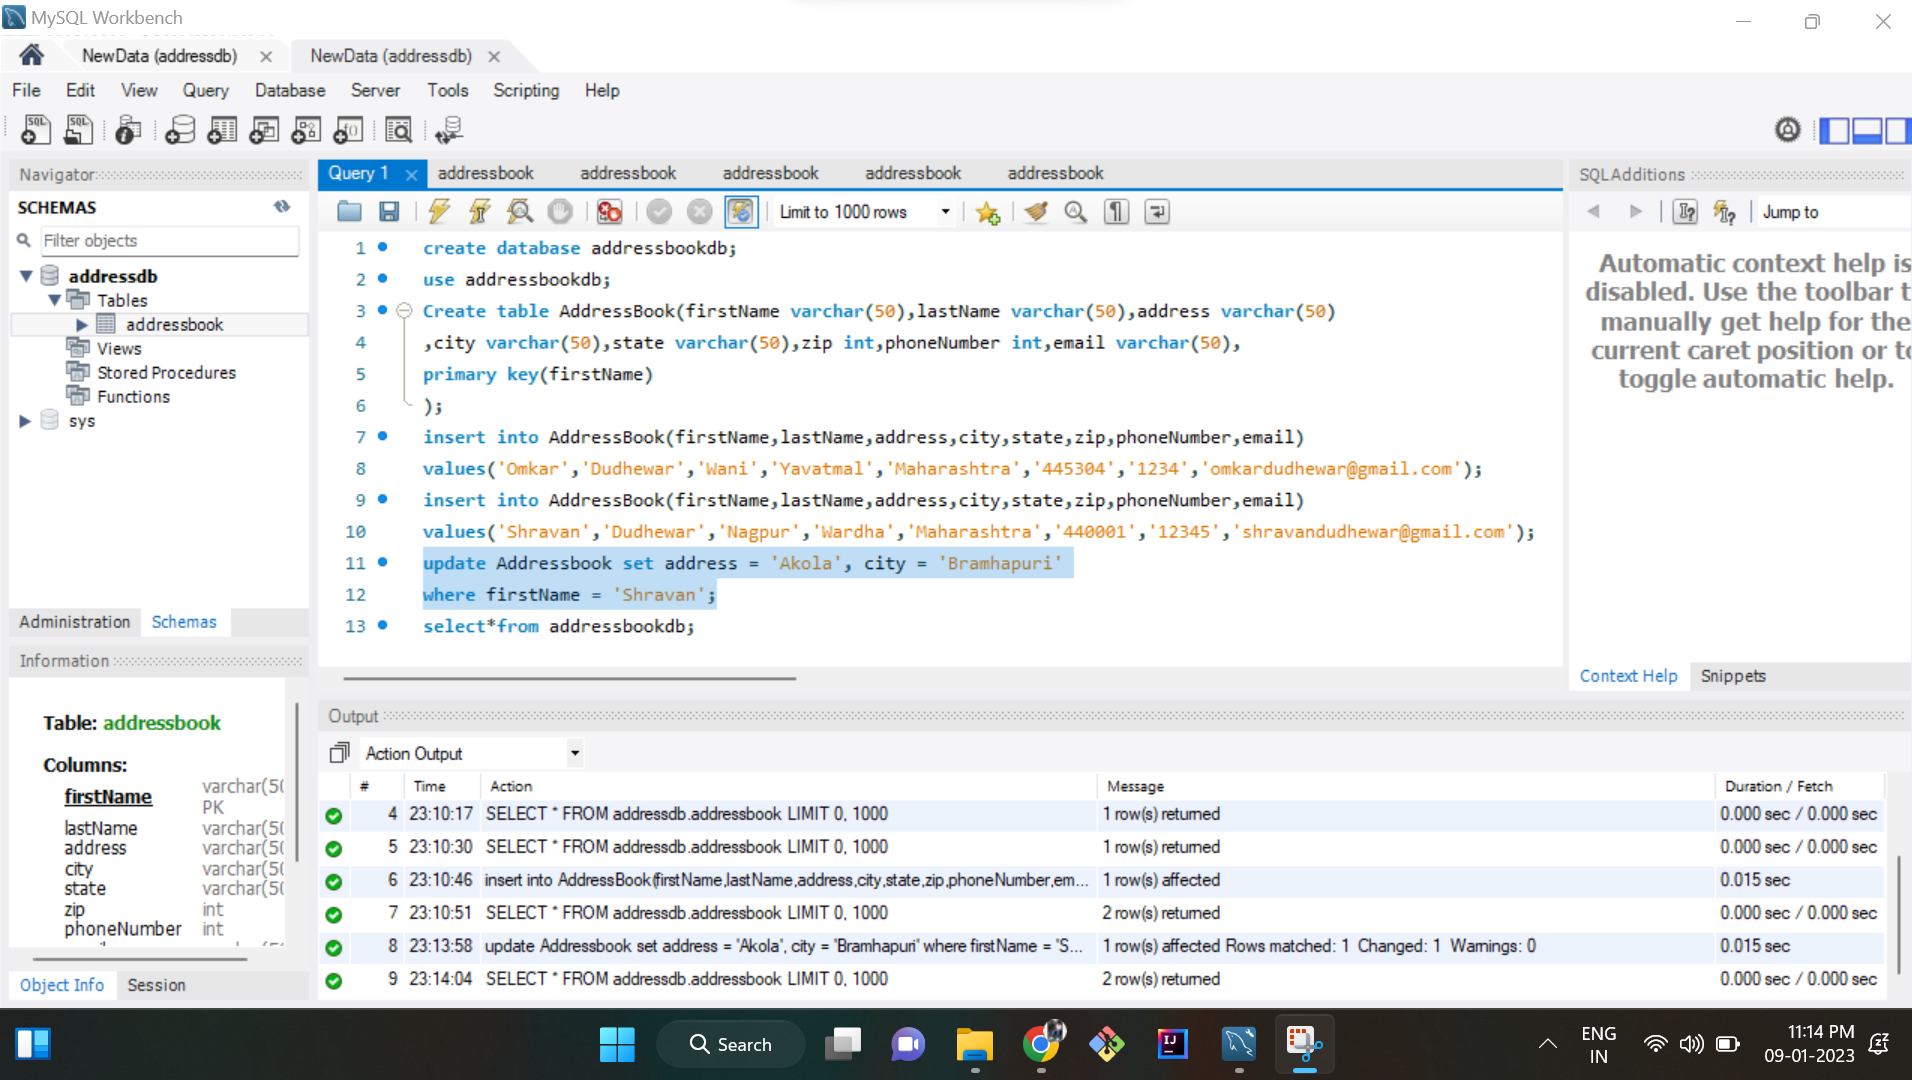 MySQL Workbench
NewData (addressdb)
NewData (addressdb)
File Edit View Query Database Server Tools Scripting Help
Navigator
SCHEMAS
Filter objects
addressdb
Tables
addressbook
Views
Stored Procedures
Functions
sys
Administration Schemas
Information
Table: addressbook
Columns:
firstName varchar(50
PK
lastName varchar(50
address varchar(50
city varchar(50
state varchar(50
zip int
phoneNumber int
Object Info Session
Query 1 addressbook addressbook addressbook addressbook addressbook
Limit to 1000 rows
1 create database addressbookdb;
2 use addressbookdb;
3 Create table AddressBook(firstName varchar(50),lastName varchar(50),address varchar(50)
4 ,city varchar(50),state varchar(50),zip int,phoneNumber int,email varchar(50),
5 primary key(firstName)
6 );
7 insert into AddressBook(firstName,lastName,address,city,state,zip,phoneNumber,email)
8 values('Omkar','Dudhewar','Wani','Yavatmal','Maharashtra','445304','1234','omkardudhewar@gmail.com');
9 insert into AddressBook(firstName,lastName,address,city,state,zip,phoneNumber,email)
10 values('Shravan','Dudhewar','Nagpur','Wardha','Maharashtra','440001','12345','shravandudhewar@gmail.com');
11 update Addressbook set address = 'Akola', city = 'Bramhapuri'
12 where firstName = 'Shravan';
13 select*from addressbookdb;
SQLAdditions
Jump to
Automatic context help is
disabled. Use the toolbar t
manually get help for the
current caret position or to
toggle automatic help.
Context Help Snippets
Output
Action Output
# Time Action Message Duration / Fetch
4 23:10:17 SELECT * FROM addressdb.addressbook LIMIT 0, 1000 1 row(s) returned 0.000 sec / 0.000 sec
5 23:10:30 SELECT * FROM addressdb.addressbook LIMIT 0, 1000 1 row(s) returned 0.000 sec / 0.000 sec
6 23:10:46 insert into AddressBook(firstName,lastName,address,city,state,zip,phoneNumber,em... 1 row(s) affected 0.015 sec
7 23:10:51 SELECT * FROM addressdb.addressbook LIMIT 0, 1000 2 row(s) returned 0.000 sec / 0.000 sec
8 23:13:58 update Addressbook set address = 'Akola', city = 'Bramhapuri' where firstName = 'S... 1 row(s) affected Rows matched: 1 Changed: 1 Warnings: 0 0.015 sec
9 23:14:04 SELECT * FROM addressdb.addressbook LIMIT 0, 1000 2 row(s) returned 0.000 sec / 0.000 sec
Search
ENG
IN
11:14 PM
09-01-2023